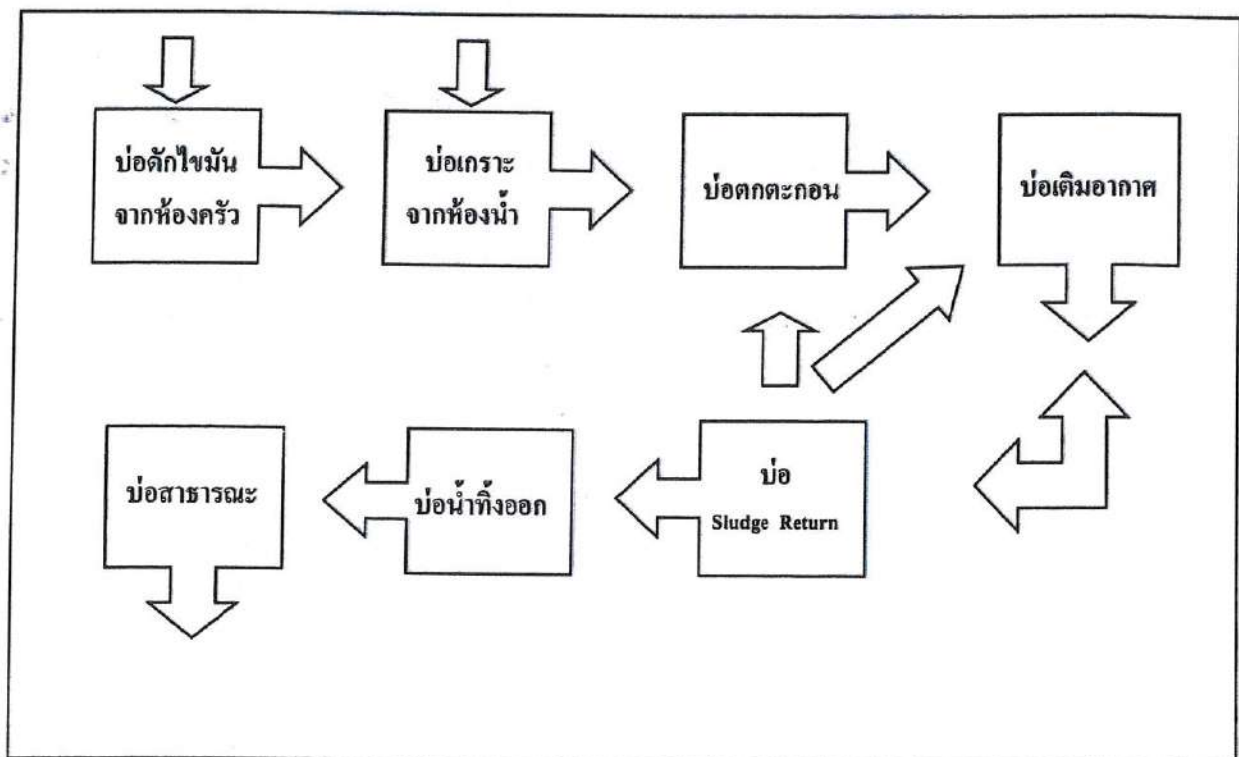 บ่อดักไขมัน
จากห้องครัว
บ่อเกราะ
จากห้องน้ำ
บ่อตกตะกอน
บ่อเติมอากาศ
บ่อสาธารณะ
บ่อน้ำทิ้งออก
บ่อ
Sludge Return